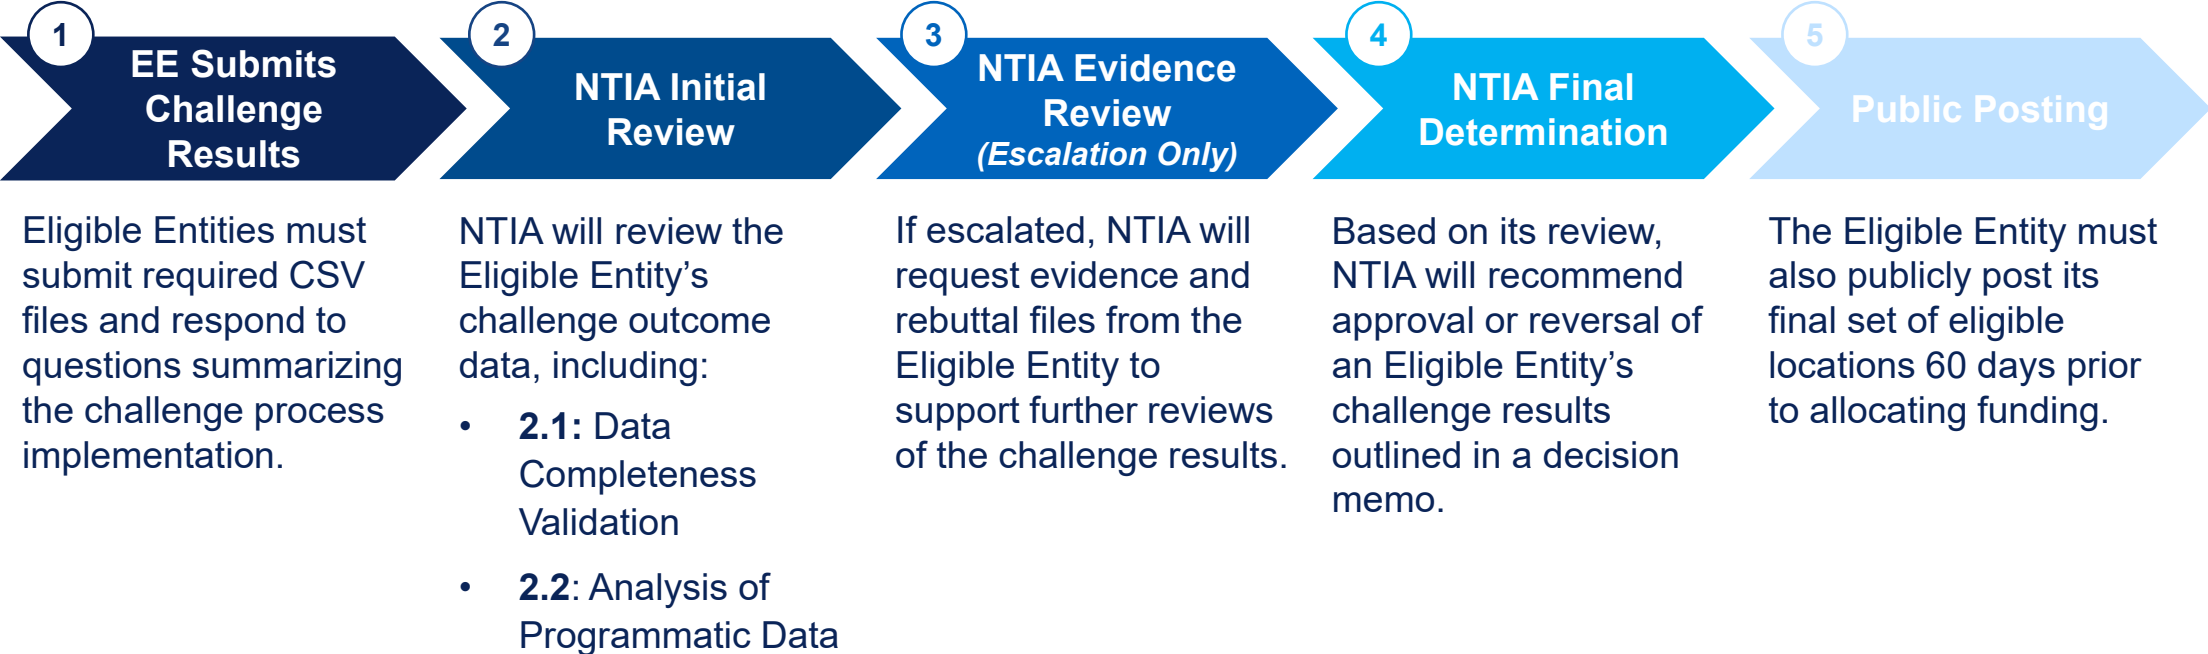 1
EE Submits
Challenge
Results
Eligible Entities must
submit required CSV
files and respond to
questions summarizing
the challenge process
implementation.
2
NTIA Initial
Review
NTIA will review the
Eligible Entity’s
challenge outcome
data, including:
• 2.1: Data
Completeness
Validation
• 2.2: Analysis of
Programmatic Data
3
NTIA Evidence
Review
(Escalation Only)
If escalated, NTIA will
request evidence and
rebuttal files from the
Eligible Entity to
support further reviews
of the challenge results.
4
NTIA Final
Determination
Based on its review,
NTIA will recommend
approval or reversal of
an Eligible Entity’s
challenge results
outlined in a decision
memo.
5
Public Posting
The Eligible Entity must
also publicly post its
final set of eligible
locations 60 days prior
to allocating funding.